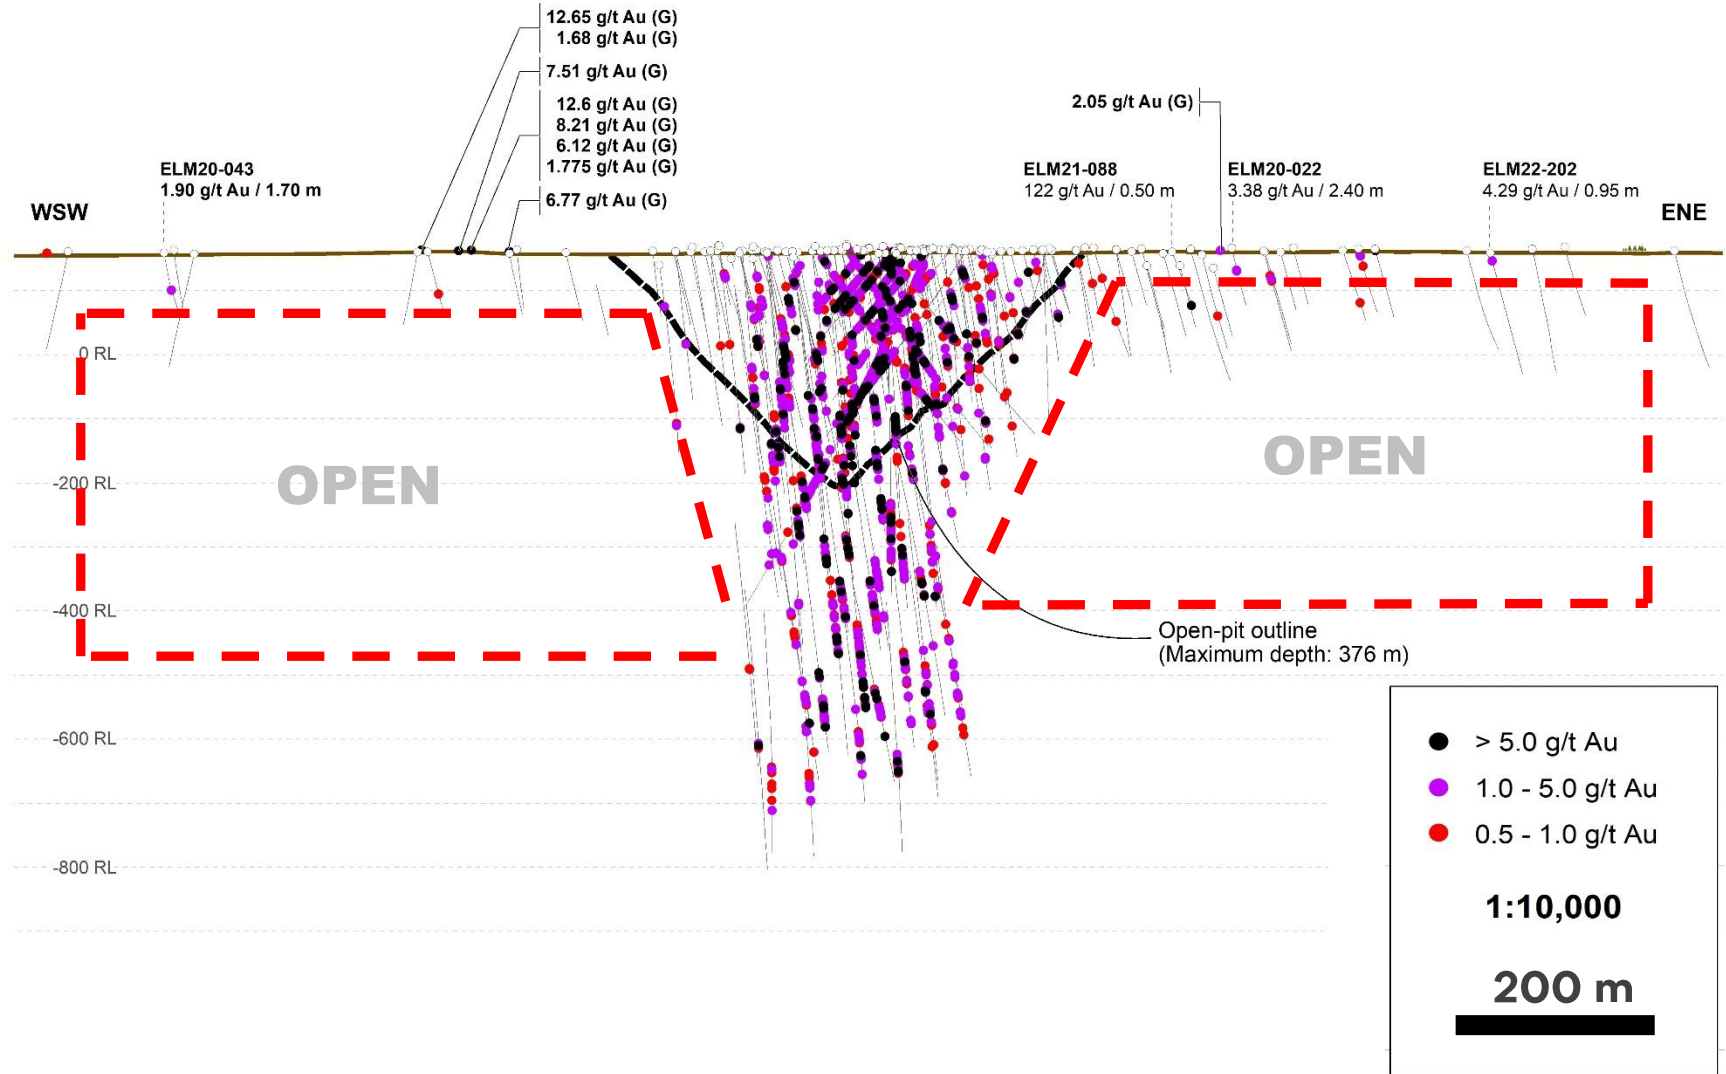 12.65 g/t Au (G)
1.68 g/t Au (G)
7.51 g/t Au (G)
12.6 g/t Au (G)
8.21 g/t Au (G)
6.12 g/t Au (G)
1.775 g/t Au (G)
6.77 g/t Au (G)
2.05 g/t Au (G)
ELM20-043
1.90 g/t Au / 1.70 m
ELM21-088
122 g/t Au / 0.50 m
ELM20-022
3.38 g/t Au / 2.40 m
ELM22-202
4.29 g/t Au / 0.95 m
WSW
ENE
0 RL
OPEN
OPEN
-200 RL
-400 RL
Open-pit outline
(Maximum depth: 376 m)
-600 RL
-800 RL
> 5.0 g/t Au
1.0 - 5.0 g/t Au
0.5 - 1.0 g/t Au
1:10,000
200 m